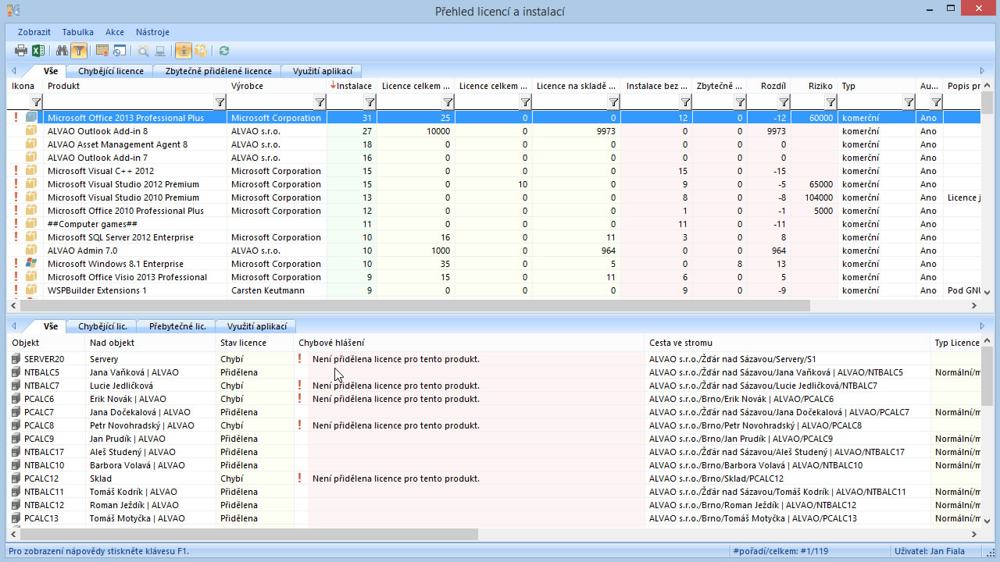 Přehled licencí a instalací
Zobrazit Tabulka Akce Nástroje
Vše Chybějící licence Zbytečně přidělené licence Využití aplikací
Ikona Produkt Výrobce Instalace Licence celkem ... Licence celkem ... Licence na skladě ... Instalace bez ... Zbytečně ... Rozdíl Riziko Typ Au... Popis pr
! Microsoft Office 2013 Professional Plus Microsoft Corporation 31 25 0 0 12 0 -12 60000 komerční Ano
ALVAO Outlook Add-in 8 ALVAO s.r.o. 27 10000 0 9973 0 0 9973 komerční Ano
ALVAO Asset Management Agent 8 ALVAO s.r.o. 18 0 0 0 0 0 0 komerční Ano
ALVAO Outlook Add-in 7 ALVAO s.r.o. 16 0 0 0 0 0 0 komerční Ano
! Microsoft Visual C++ 2012 Microsoft Corporation 15 0 0 0 15 0 -15 komerční Ano
! Microsoft Visual Studio 2012 Premium Microsoft Corporation 15 0 10 0 9 0 -5 65000 komerční Ano
! Microsoft Visual Studio 2010 Premium Microsoft Corporation 13 0 0 0 8 0 -8 104000 komerční Ano Licence j
! Microsoft Office 2010 Professional Plus Microsoft Corporation 12 0 0 0 1 0 -1 5000 komerční Ano
! ##Computer games## 11 0 0 0 11 0 -11 komerční Ano
! Microsoft SQL Server 2012 Enterprise Microsoft Corporation 10 16 0 11 3 0 8 komerční Ano
ALVAO Admin 7.0 ALVAO s.r.o. 10 1000 0 964 0 0 964 komerční Ano
! Microsoft Windows 8.1 Enterprise Microsoft Corporation 10 35 0 5 0 8 13 komerční Ano
! Microsoft Office Visio 2013 Professional Microsoft Corporation 9 15 0 11 6 0 5 komerční Ano
! WSPBuilder Extensions 1 Carsten Keutmann 9 0 0 0 9 0 -9 komerční Ano Pod GNU
Vše Chybějící lic. Přebytečné lic. Využití aplikací
Objekt Nad objekt Stav licence Chybové hlášení Cesta ve stromu Typ Licence
SERVER20 Servery Chybí ! Není přidělena licence pro tento produkt. ALVAO s.r.o./Žďár nad Sázavou/Servery/S1
NTBALC5 Jana Vaňková | ALVAO Přidělena ALVAO s.r.o./Žďár nad Sázavou/Jana Vaňková | ALVAO/NTBALC5 Normální/m
NTBALC7 Lucie Jedličková Chybí ! Není přidělena licence pro tento produkt. ALVAO s.r.o./Žďár nad Sázavou/Lucie Jedličková/NTBALC7
PCALC6 Erik Novák | ALVAO Chybí ! Není přidělena licence pro tento produkt. ALVAO s.r.o./Brno/Erik Novák | ALVAO/PCALC6
PCALC7 Jana Dočekalová | ALVAO Přidělena ALVAO s.r.o./Žďár nad Sázavou/Jana Dočekalová | ALVAO/PCALC7 Normální/m
PCALC8 Petr Novohradský | ALVAO Chybí ! Není přidělena licence pro tento produkt. ALVAO s.r.o./Brno/Petr Novohradský | ALVAO/PCALC8
PCALC9 Jan Prudík | ALVAO Přidělena ALVAO s.r.o./Brno/Jan Prudík | ALVAO/PCALC9 Normální/m
NTBALC17 Aleš Studený | ALVAO Přidělena ALVAO s.r.o./Žďár nad Sázavou/Aleš Studený | ALVAO/NTBALC17 Normální/m
NTBALC10 Barbora Volavá | ALVAO Přidělena ALVAO s.r.o./Brno/Barbora Volavá | ALVAO/NTBALC10 Normální/m
PCALC12 Sklad Chybí ! Není přidělena licence pro tento produkt. ALVAO s.r.o./Brno/Sklad/PCALC12
NTBALC11 Tomáš Kodrík | ALVAO Přidělena ALVAO s.r.o./Žďár nad Sázavou/Tomáš Kodrík | ALVAO/NTBALC11 Normální/m
NTBALC12 Roman Ježdík | ALVAO Přidělena ALVAO s.r.o./Brno/Roman Ježdík | ALVAO/NTBALC12 Normální/m
PCALC13 Tomáš Motyčka | ALVAO Přidělena ALVAO s.r.o./Brno/Tomáš Motyčka | ALVAO/PCALC13 Normální/m
Pro zobrazení nápovědy stiskněte klávesu F1. #pořadí/celkem: #1/119 Uživatel: Jan Fiala